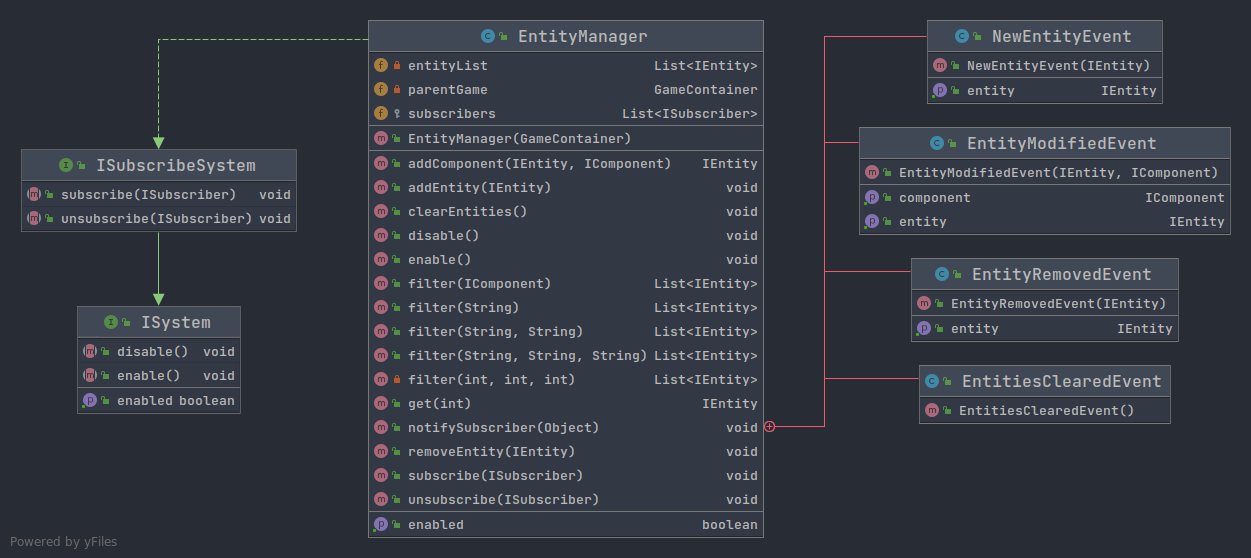 EntityManager
entityList List<IEntity>
parentGame GameContainer
subscribers List<ISubscriber>
EntityManager(GameContainer)
addComponent(IEntity, IComponent) IEntity
addEntity(IEntity) void
clearEntities() void
disable() void
enable() void
filter(IComponent) List<IEntity>
filter(String) List<IEntity>
filter(String, String) List<IEntity>
filter(String, String, String) List<IEntity>
filter(int, int, int) List<IEntity>
get(int) IEntity
notifySubscriber(Object) void
removeEntity(IEntity) void
subscribe(ISubscriber) void
unsubscribe(ISubscriber) void
enabled boolean
ISubscribeSystem
subscribe(ISubscriber) void
unsubscribe(ISubscriber) void
ISystem
disable() void
enable() void
enabled boolean
NewEntityEvent
NewEntityEvent(IEntity)
entity IEntity
EntityModifiedEvent
EntityModifiedEvent(IEntity, IComponent)
component IComponent
entity IEntity
EntityRemovedEvent
EntityRemovedEvent(IEntity)
entity IEntity
EntitiesClearedEvent
EntitiesClearedEvent()
Powered by yFiles